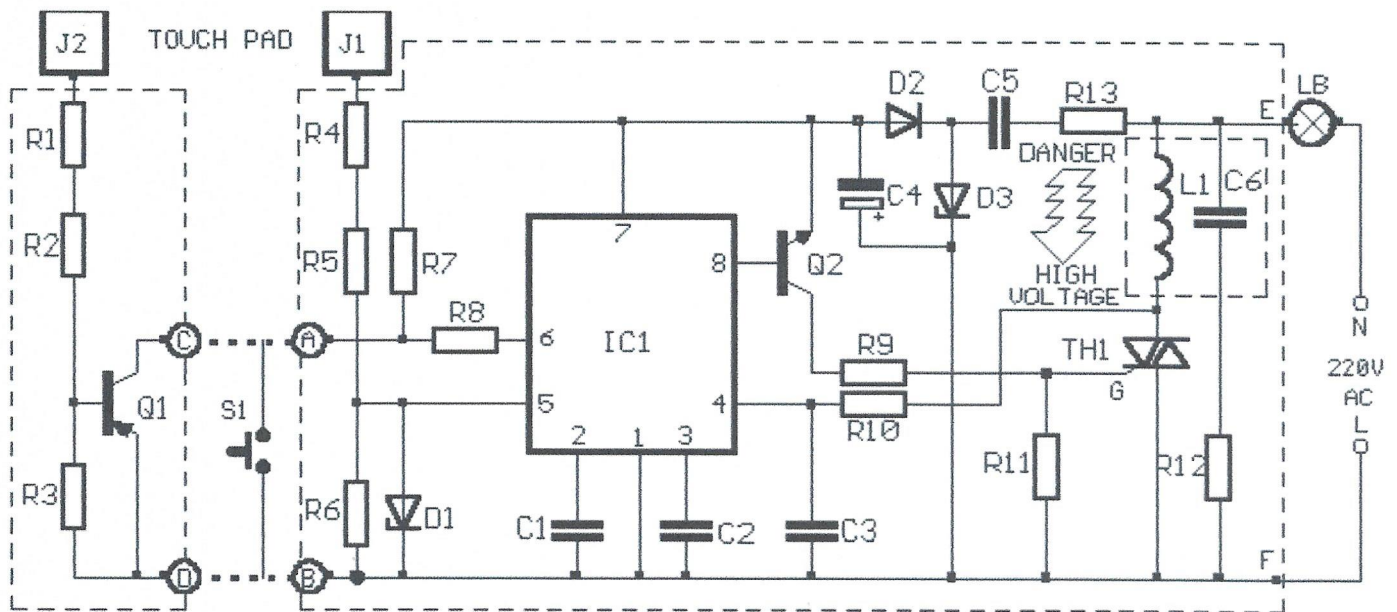 J2 TOUCH PAD J1
D2 C5 R13 E LB
R1 R4
DANGER
L1 C6
C4 D3
R2 R5 R7 7 8 Q2
HIGH
VOLTAGE
R8
C A 6 IC1 R9 TH1
G
ON
220V
AC
LO
Q1 S1 5 4
R10
2 1 3
R3 R6 D1 C1 C2 C3 R11 R12
D B F
+